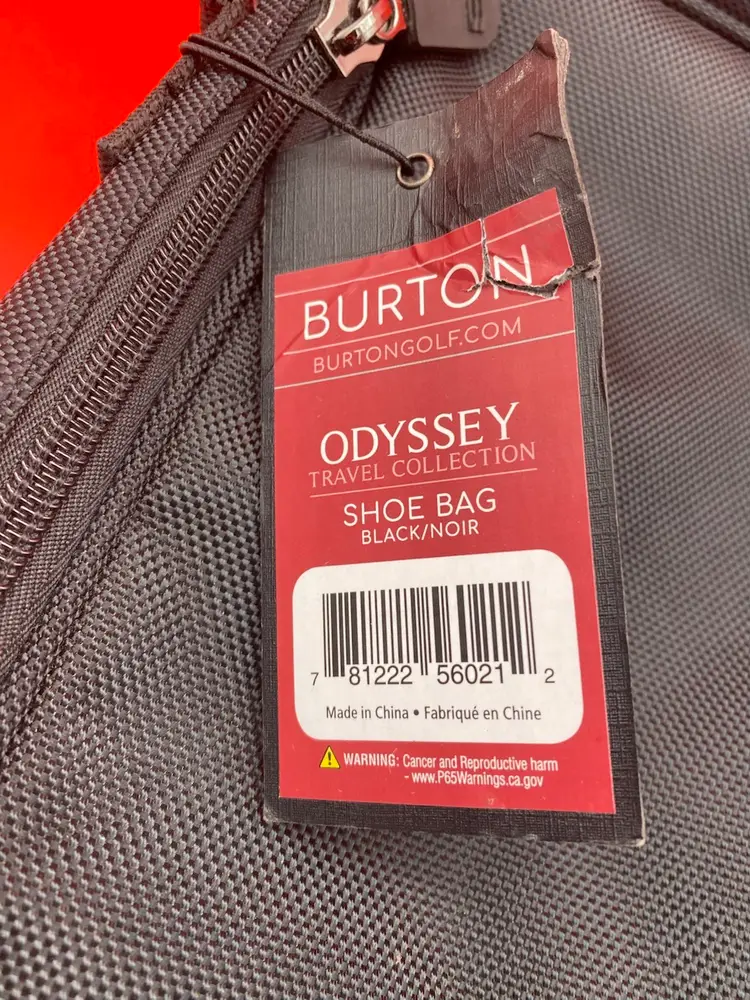 BURTON
BURTONGOLF.COM
ODYSSEY
TRAVEL COLLECTION
SHOE BAG
BLACK/NOIR
7 81222 56021 2
Made in China • Fabriqué en Chine
WARNING: Cancer and Reproductive harm
- www.P65Warnings.ca.gov